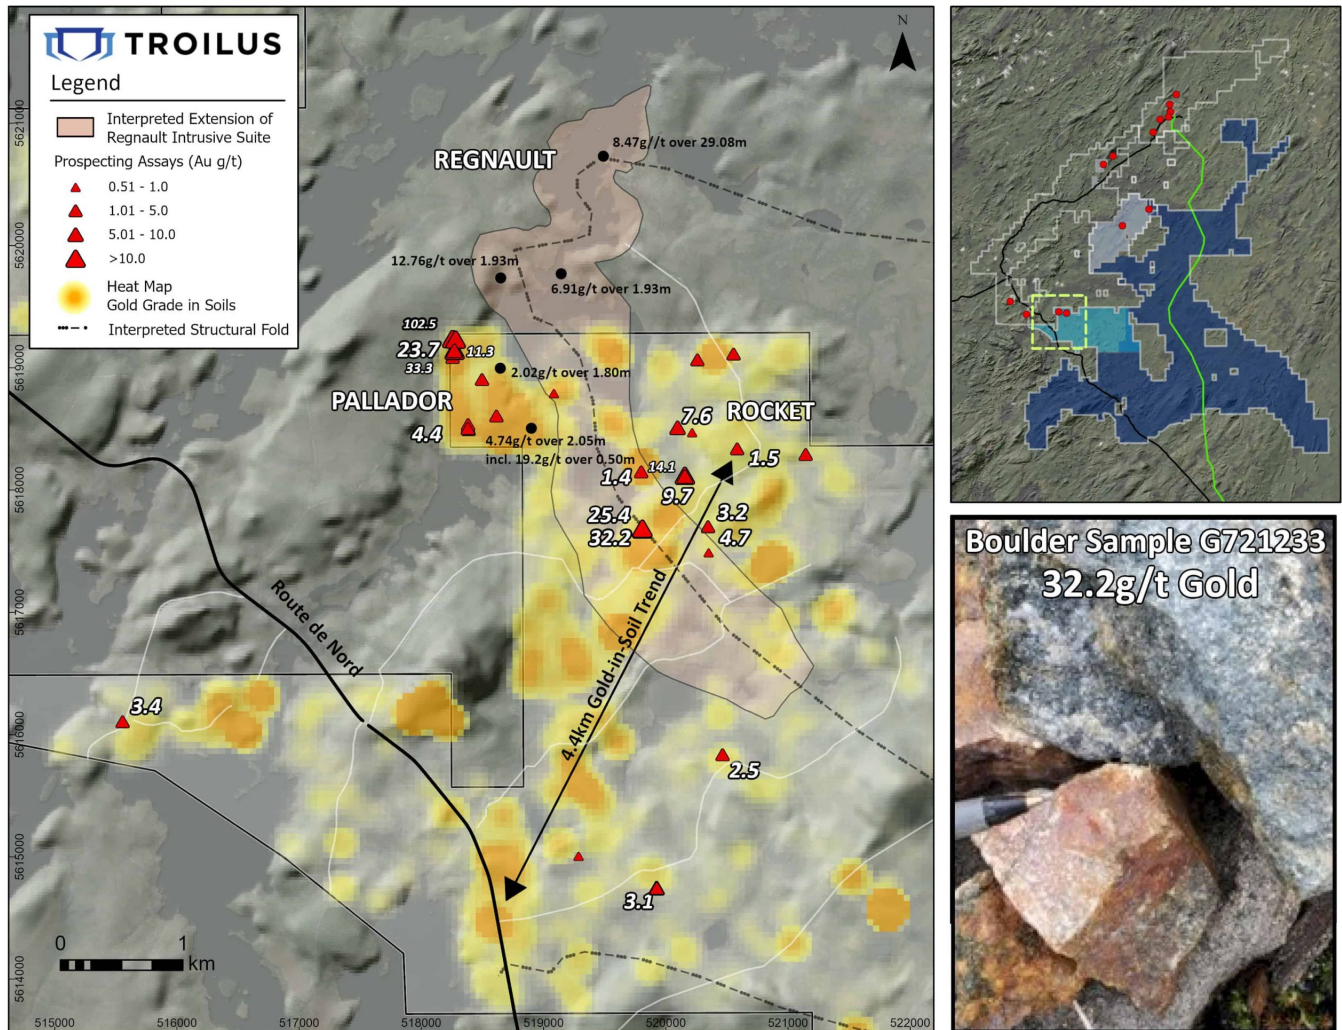 TROILUS
Legend
Interpreted Extension of
Regnault Intrusive Suite
Prospecting Assays (Au g/t)
0.51 - 1.0
1.01 - 5.0
5.01 - 10.0
>10.0
Heat Map
Gold Grade in Soils
Interpreted Structural Fold
N
REGNAULT
8.47g//t over 29.08m
12.76g/t over 1.93m
6.91g/t over 1.93m
102.5
23.7
11.3
33.3
2.02g/t over 1.80m
PALLADOR
4.4
4.74g/t over 2.05m
incl. 19.2g/t over 0.50m
ROCKET
7.6
1.5
1.4
14.1
9.7
25.4
32.2
3.2
4.7
4.4km Gold-in-Soil Trend
Route de Nord
3.4
2.5
3.1
0 1
km
5621000
5620000
5619000
5618000
5617000
5616000
5615000
5614000
515000 516000 517000 518000 519000 520000 521000 522000
Boulder Sample G721233
32.2g/t Gold